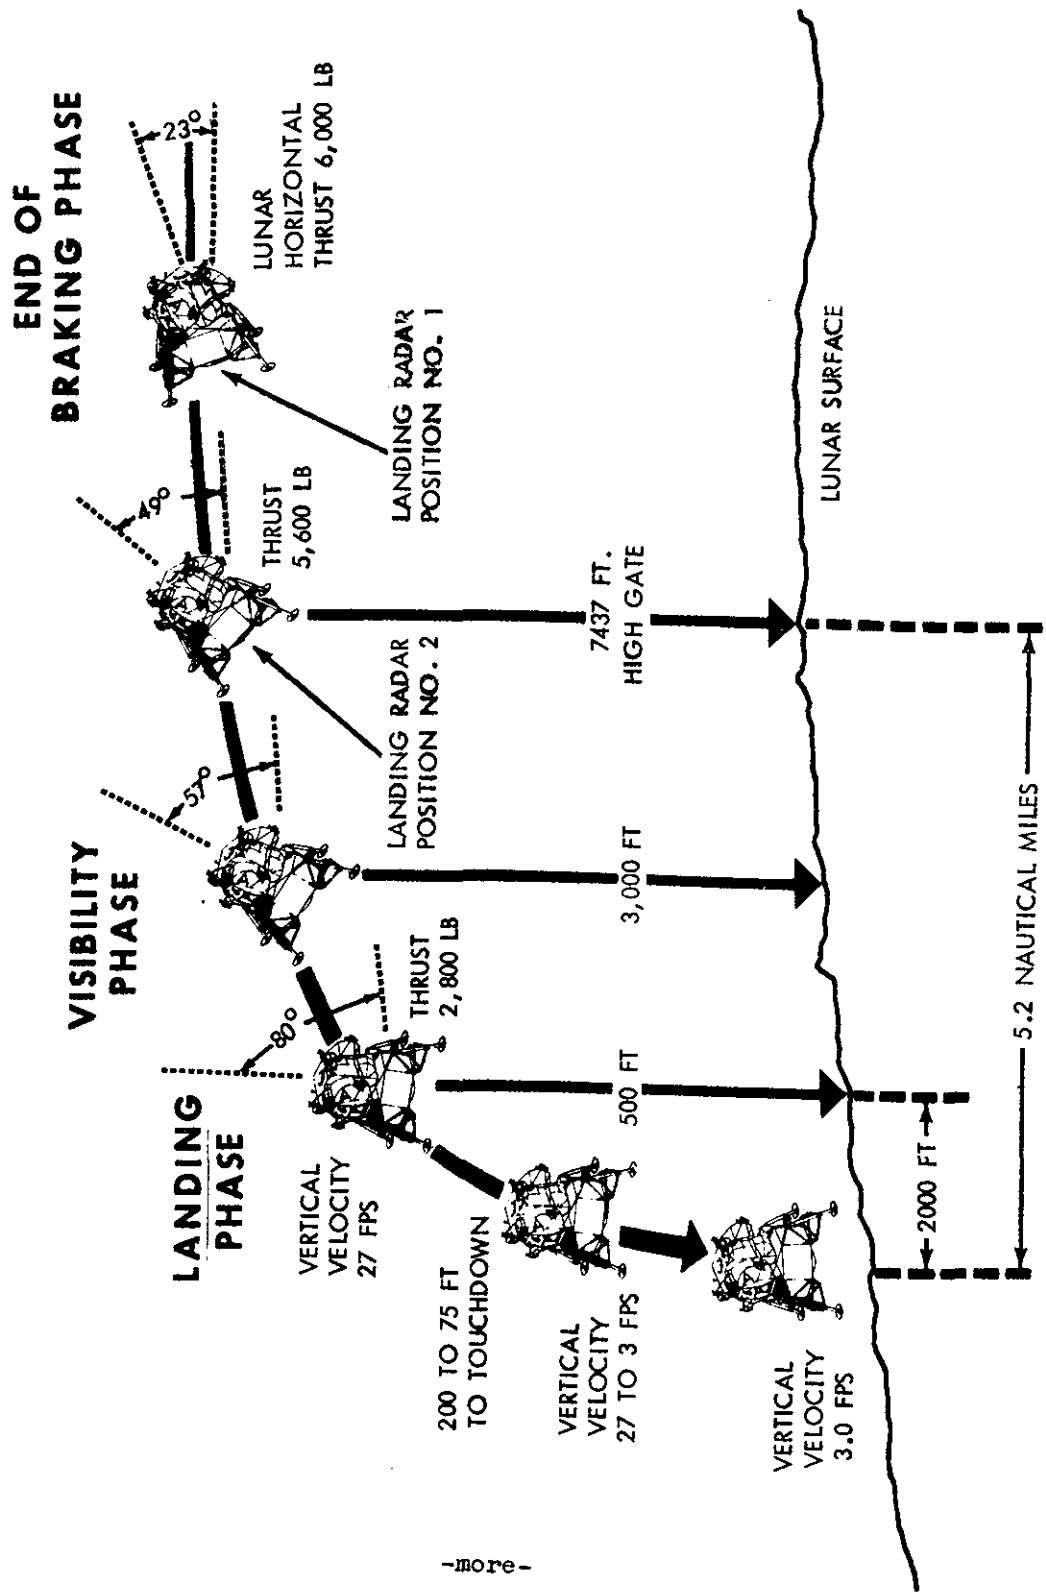 END OF
BRAKING PHASE
23°
LUNAR
HORIZONTAL
THRUST 6,000 LB
LANDING RADAR
POSITION NO. 1
49°
THRUST
5,600 LB
LANDING RADAR
POSITION NO. 2
7437 FT.
HIGH GATE
LUNAR SURFACE
VISIBILITY
PHASE
57°
3,000 FT
LANDING
PHASE
80°
THRUST
2,800 LB
VERTICAL
VELOCITY
27 FPS
500 FT
200 TO 75 FT
TO TOUCHDOWN
VERTICAL
VELOCITY
27 TO 3 FPS
VERTICAL
VELOCITY
3.0 FPS
2000 FT
5.2 NAUTICAL MILES
-more-